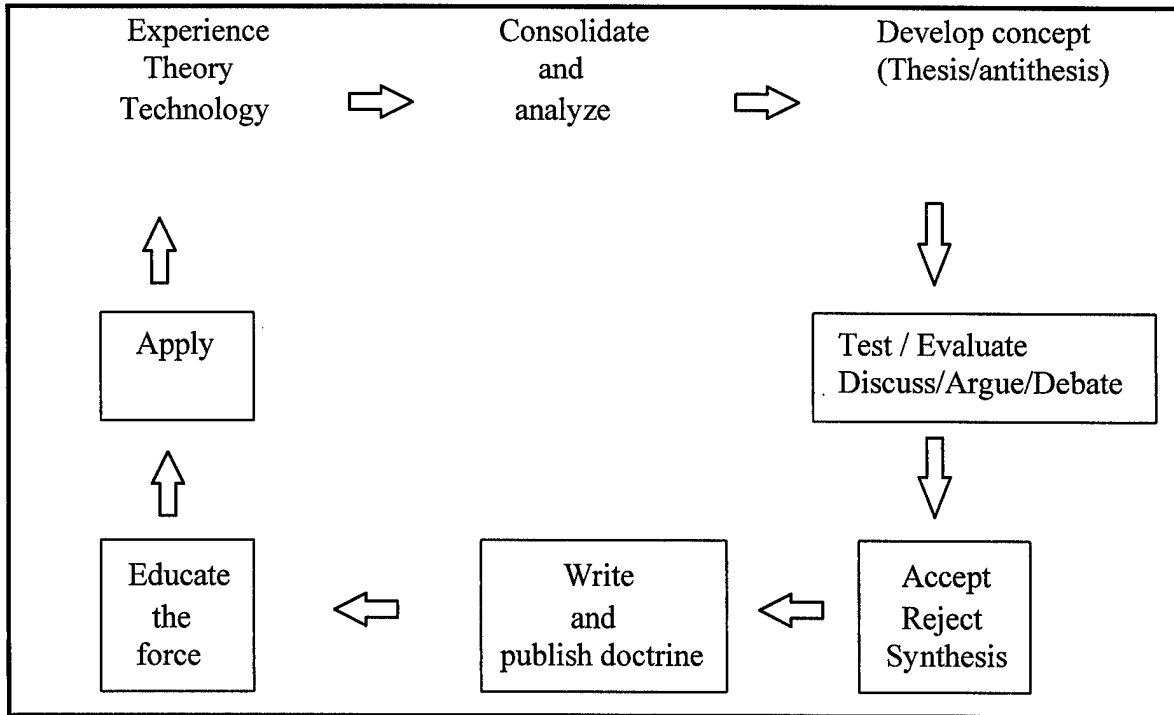 Experience
Theory
Technology
Consolidate
and
analyze
Develop concept
(Thesis/antithesis)
Apply
Test / Evaluate
Discuss/Argue/Debate
Educate
the
force
Write
and
publish doctrine
Accept
Reject
Synthesis